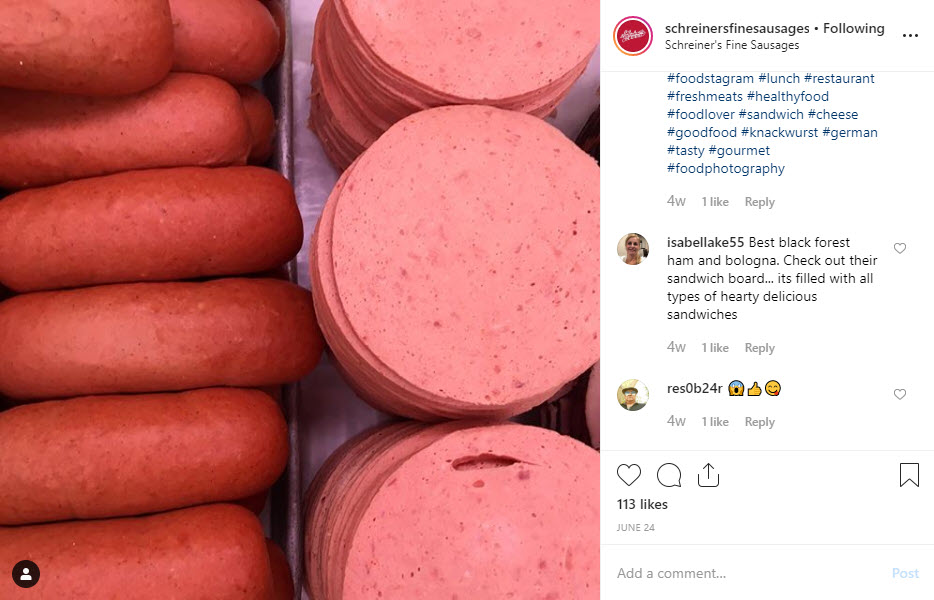 schreinersfinesausages • Following
Schreiner's Fine Sausages
#foodstagram #lunch #restaurant
#freshmeats #healthyfood
#foodlover #sandwich #cheese
#goodfood #knackwurst #german
#tasty #gourmet
#foodphotography
4w 1 like Reply
isabellake55 Best black forest
ham and bologna. Check out their
sandwich board... its filled with all
types of hearty delicious
sandwiches
4w 1 like Reply
res0b24r 😱👍😋
4w 1 like Reply
113 likes
JUNE 24
Add a comment... Post